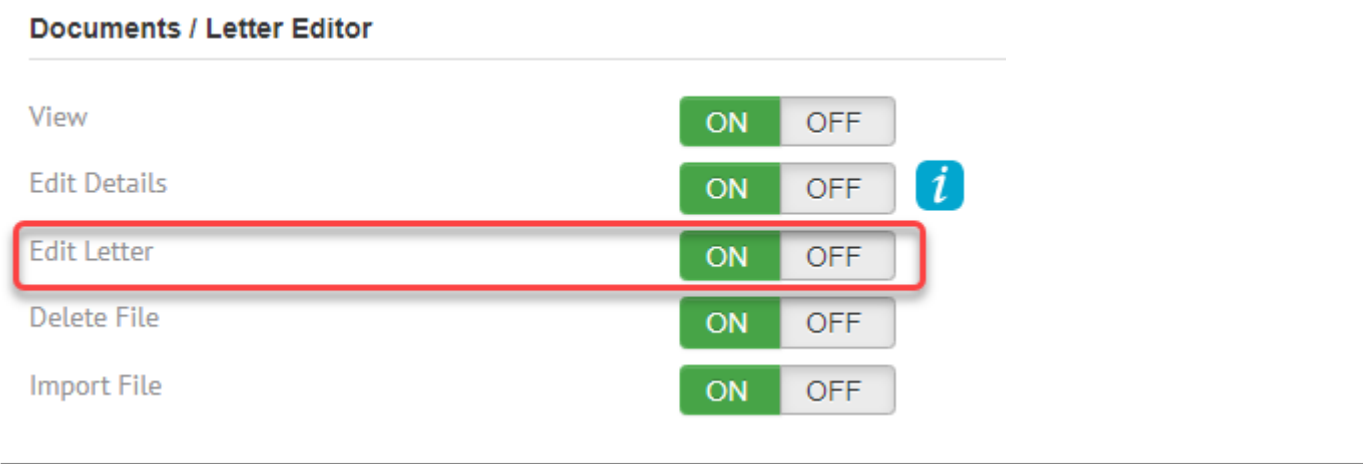 Documents / Letter Editor
View ON OFF
Edit Details ON OFF i
Edit Letter ON OFF
Delete File ON OFF
Import File ON OFF